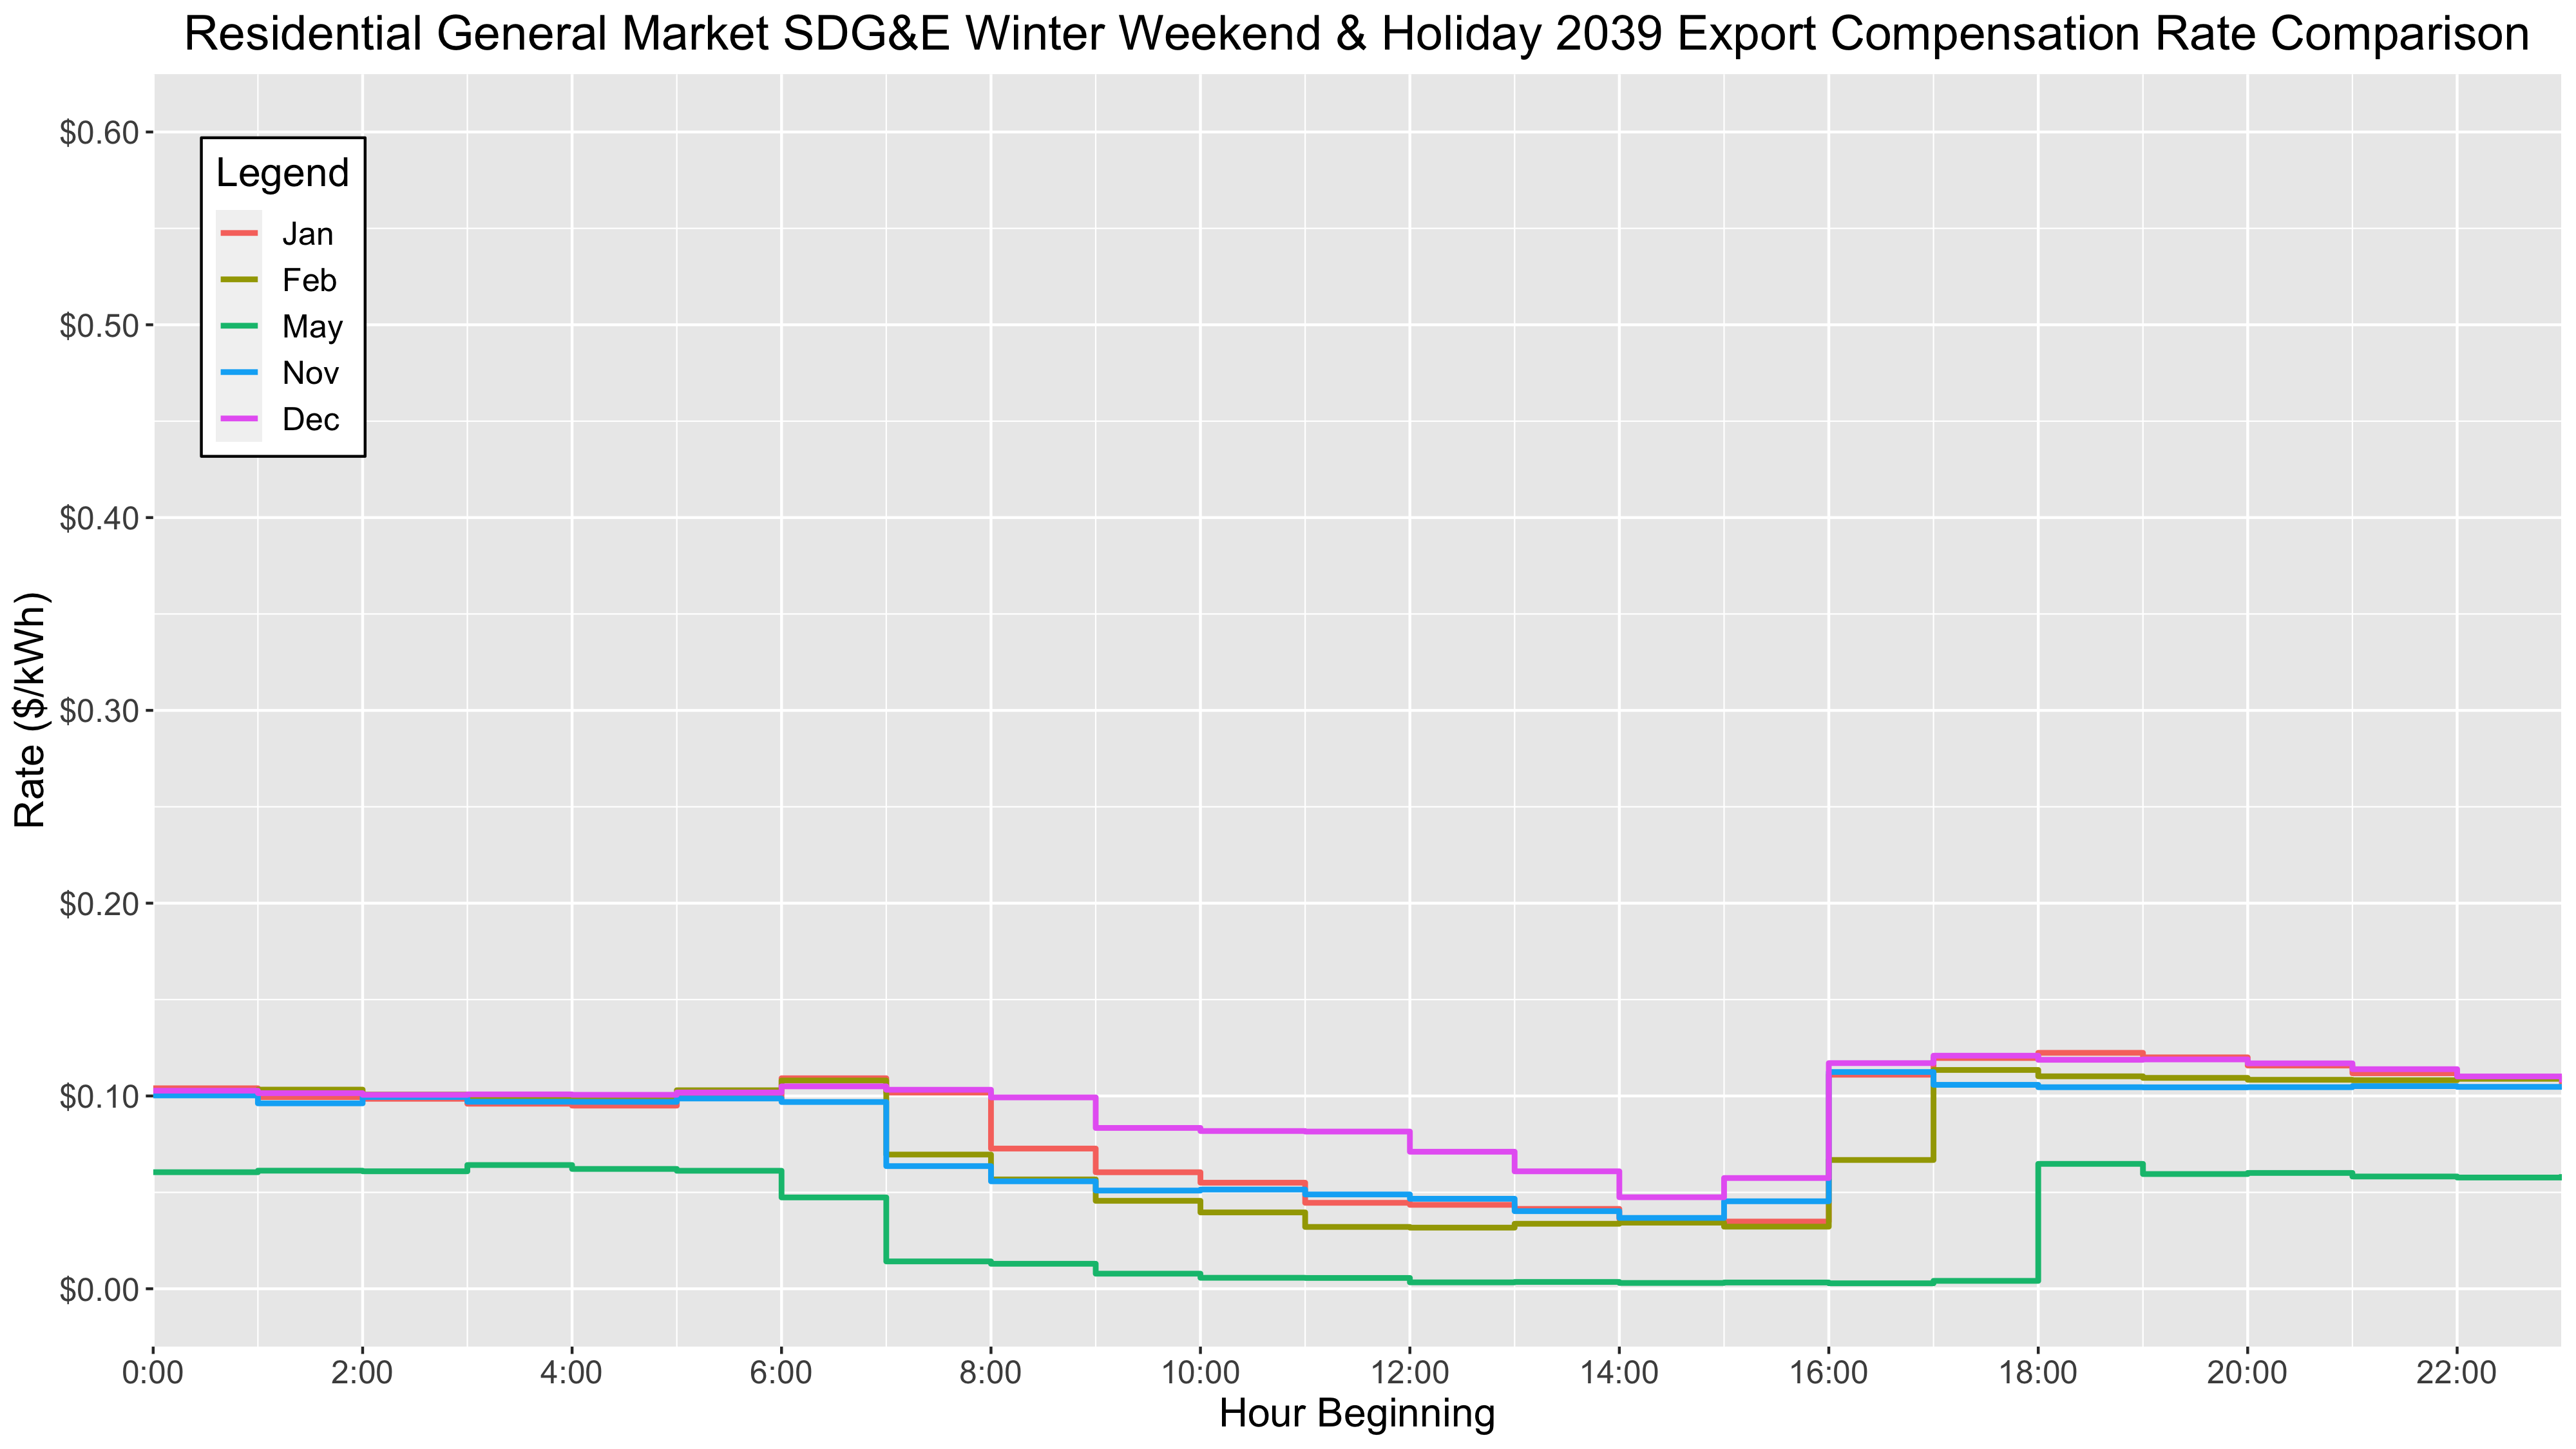 Residential General Market SDG&E Winter Weekend & Holiday 2039 Export Compensation Rate Comparison
Rate ($/kWh)
$0.60
$0.50
$0.40
$0.30
$0.20
$0.10
$0.00
Legend
Jan
Feb
May
Nov
Dec
0:00 2:00 4:00 6:00 8:00 10:00 12:00 14:00 16:00 18:00 20:00 22:00
Hour Beginning